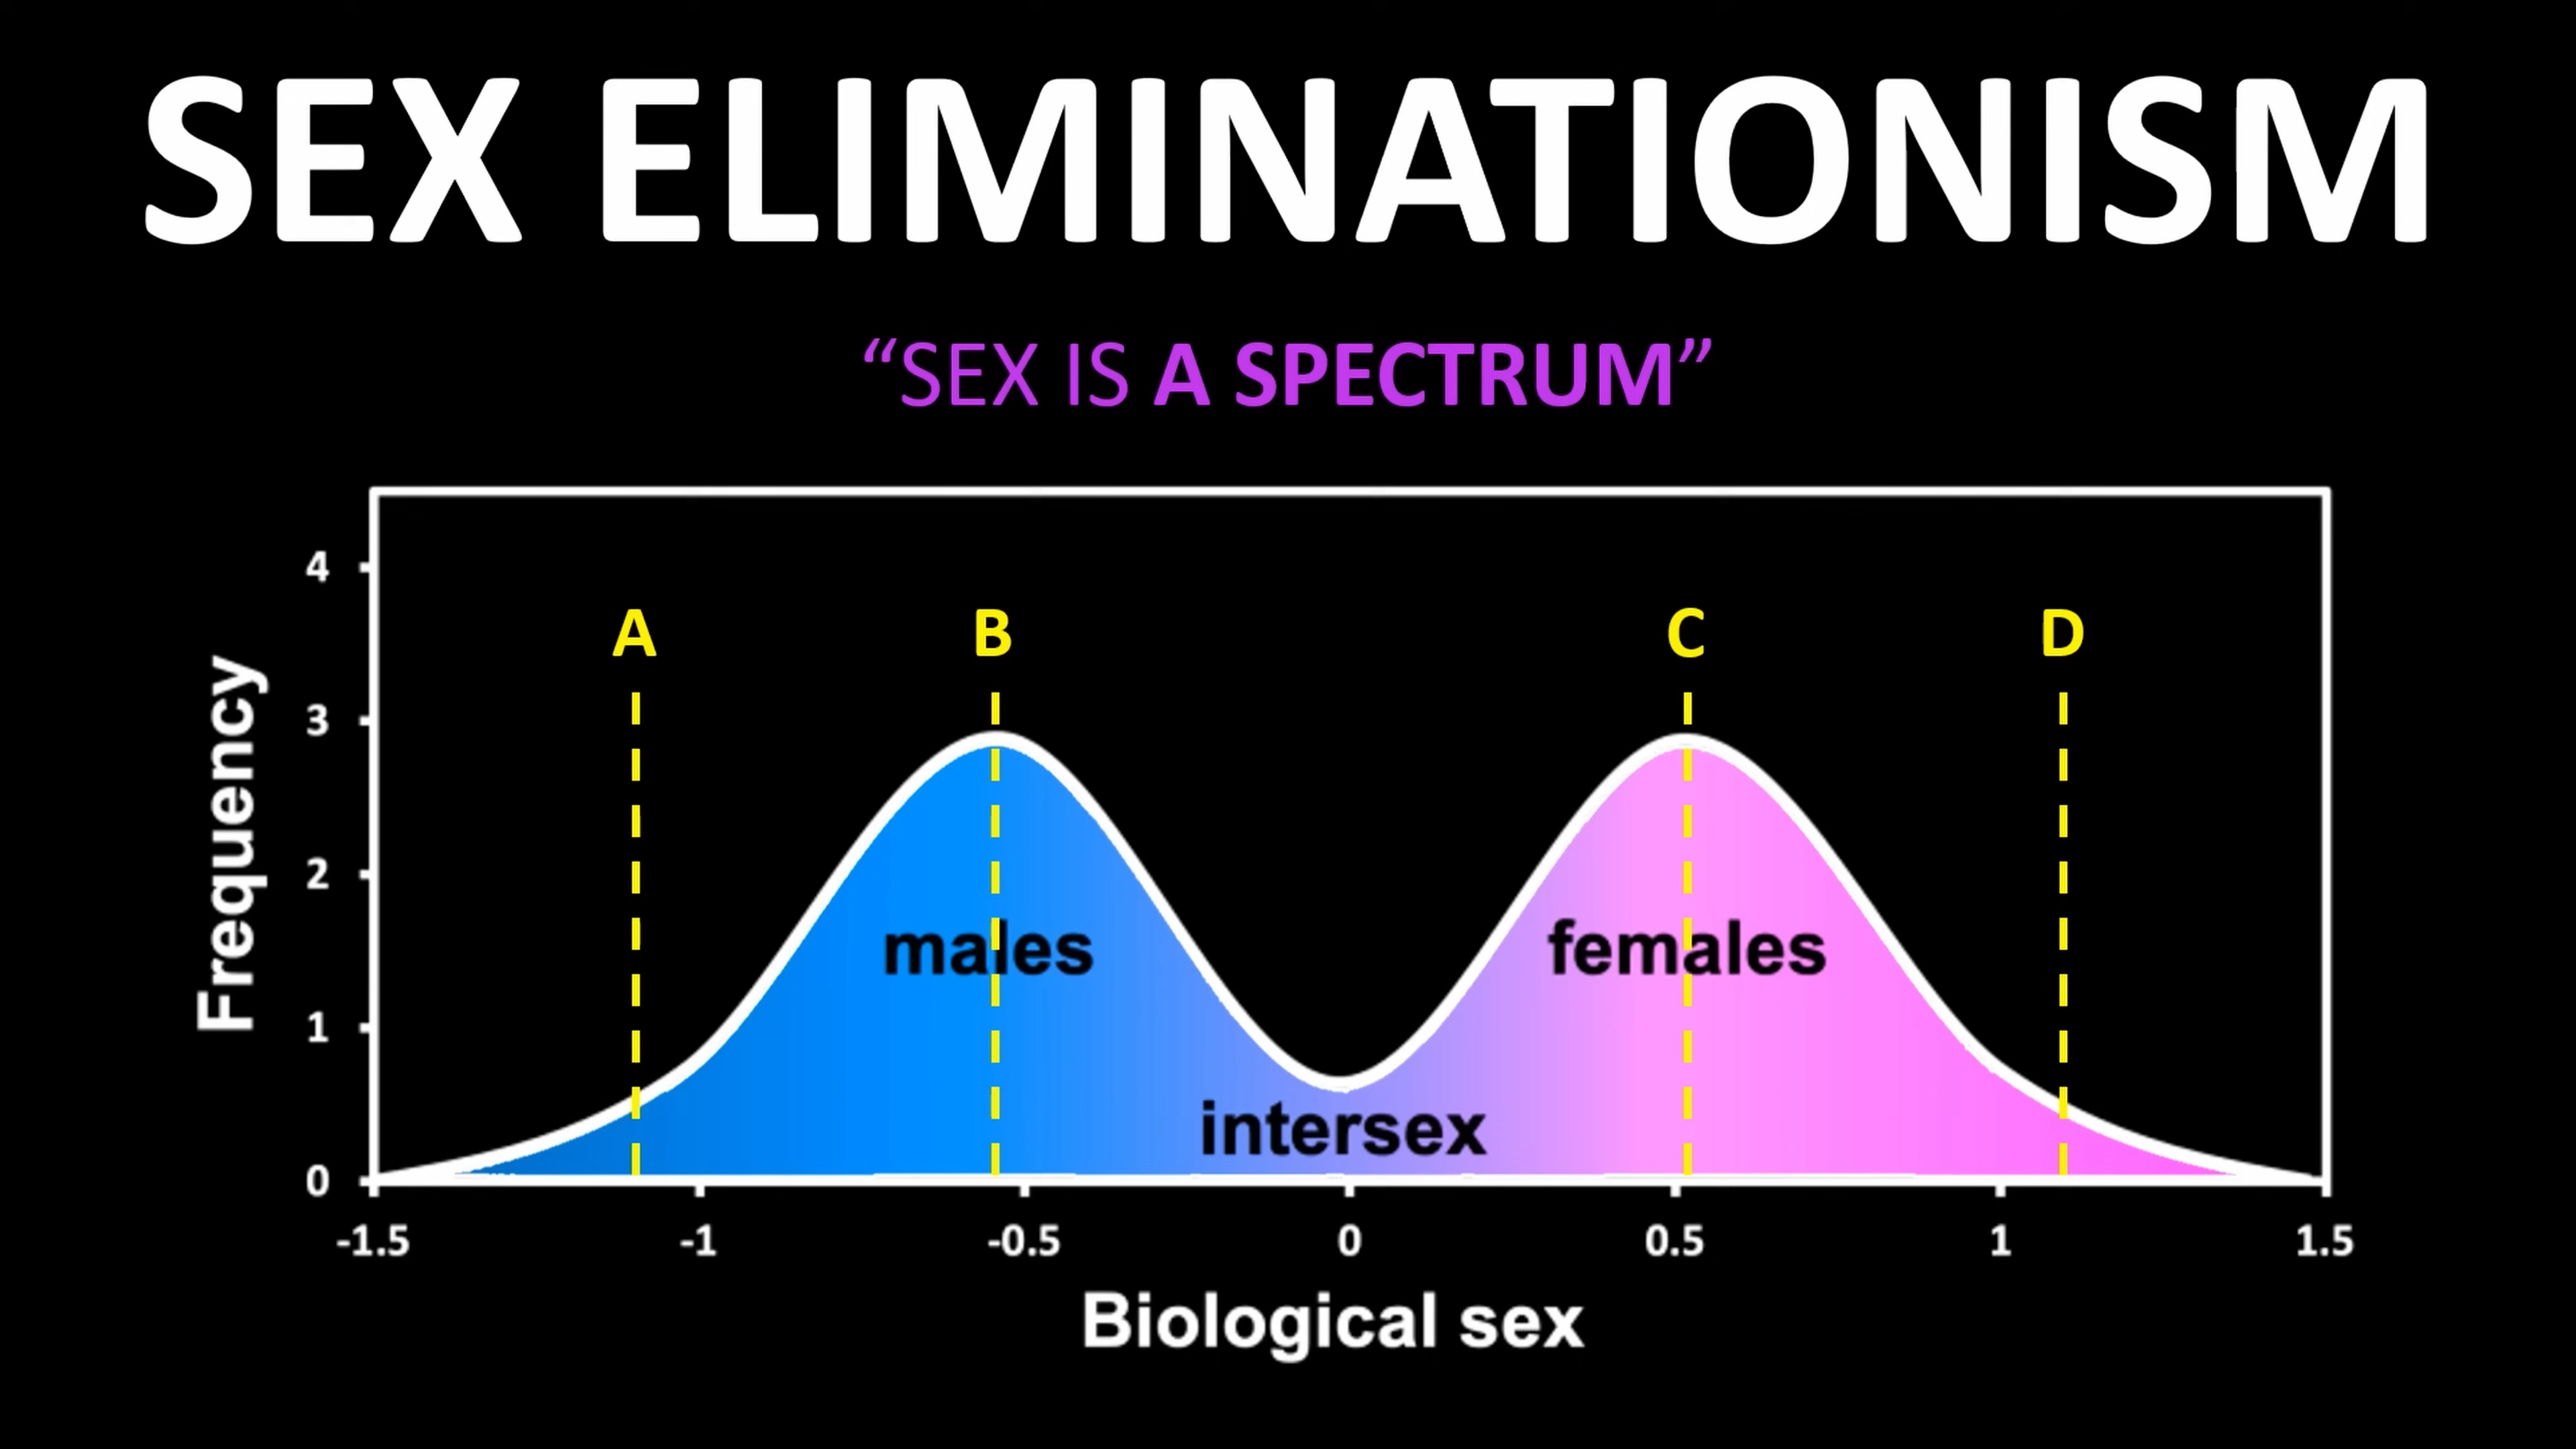 SEX ELIMINATIONISM
“SEX IS A SPECTRUM”
4
3
2
1
0
Frequency
A
B
C
D
males
females
intersex
-1.5
-1
-0.5
0
0.5
1
1.5
Biological sex